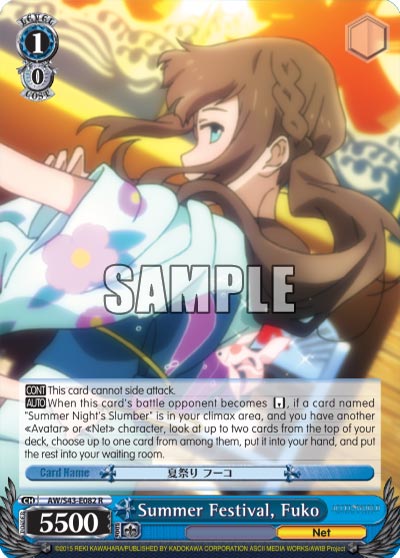 LEVEL
1
0
COST
SAMPLE
CONT This card cannot side attack.
AUTO When this card's battle opponent becomes [ ], if a card named
"Summer Night's Slumber" is in your climax area, and you have another
«Avatar» or «Net» character, look at up to two cards from the top of your
deck, choose up to one card from among them, put it into your hand, and put
the rest into your waiting room.
Card Name 夏祭り フーコ
CH AW/S43-E082 R
5500 Summer Festival, Fuko
Net
©2015 REKI KAWAHARA/PUBLISHED BY KADOKAWA CORPORATION ASCII MEDIA WORKS/AWIB Project